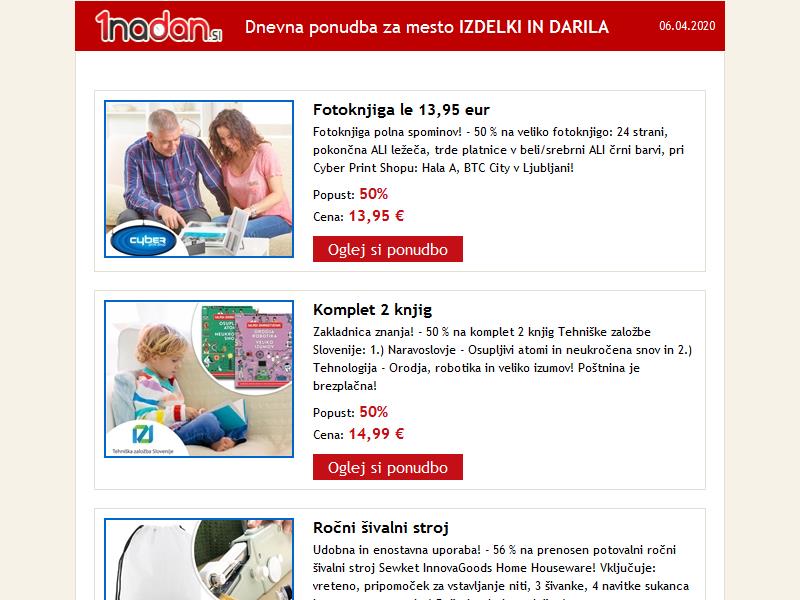 1nadan.si
Dnevna ponudba za mesto IZDELKI IN DARILA
06.04.2020
Fotoknjiga le 13,95 eur
Fotoknjiga polna spominov! - 50 % na veliko fotoknjigo: 24 strani,
pokončna ALI ležeča, trde platnice v beli/srebrni ALI črni barvi, pri
Cyber Print Shopu: Hala A, BTC City v Ljubljani!
Popust: 50%
Cena: 13,95 €
Oglej si ponudbo
cyber
Komplet 2 knjig
Zakladnica znanja! - 50 % na komplet 2 knjig Tehniške založbe
Slovenije: 1.) Naravoslovje - Osupljivi atomi in neukročena snov in 2.)
Tehnologija - Orodja, robotika in veliko izumov! Poštnina je
brezplačna!
Popust: 50%
Cena: 14,99 €
Oglej si ponudbo
Tehniška založba Slovenije
Ročni šivalni stroj
Udobna in enostavna uporaba! - 56 % na prenosen potovalni ročni
šivalni stroj Sewket InnovaGoods Home Houseware! Vključuje:
vreteno, pripomoček za vstavljanje niti, 3 šivanke, 4 navitke sukanca